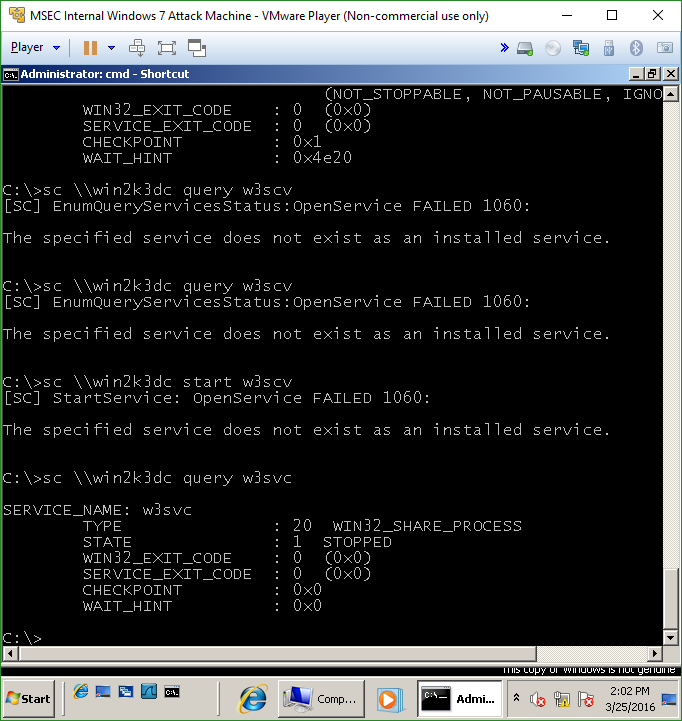 MSEC Internal Windows 7 Attack Machine - VMware Player (Non-commercial use only)
Player
Administrator: cmd - Shortcut
(NOT_STOPPABLE, NOT_PAUSABLE, IGNO
WIN32_EXIT_CODE : 0 (0x0)
SERVICE_EXIT_CODE : 0 (0x0)
CHECKPOINT : 0x1
WAIT_HINT : 0x4e20
C:\>sc \\win2k3dc query w3scv
[SC] EnumQueryServicesStatus:OpenService FAILED 1060:
The specified service does not exist as an installed service.
C:\>sc \\win2k3dc query w3scv
[SC] EnumQueryServicesStatus:OpenService FAILED 1060:
The specified service does not exist as an installed service.
C:\>sc \\win2k3dc start w3scv
[SC] StartService: OpenService FAILED 1060:
The specified service does not exist as an installed service.
C:\>sc \\win2k3dc query w3svc
SERVICE_NAME: w3svc
TYPE : 20 WIN32_SHARE_PROCESS
STATE : 1 STOPPED
WIN32_EXIT_CODE : 0 (0x0)
SERVICE_EXIT_CODE : 0 (0x0)
CHECKPOINT : 0x0
WAIT_HINT : 0x0
C:\>
This copy of Windows is not genuine
Start
Comp...
Admi...
2:02 PM
3/25/2016